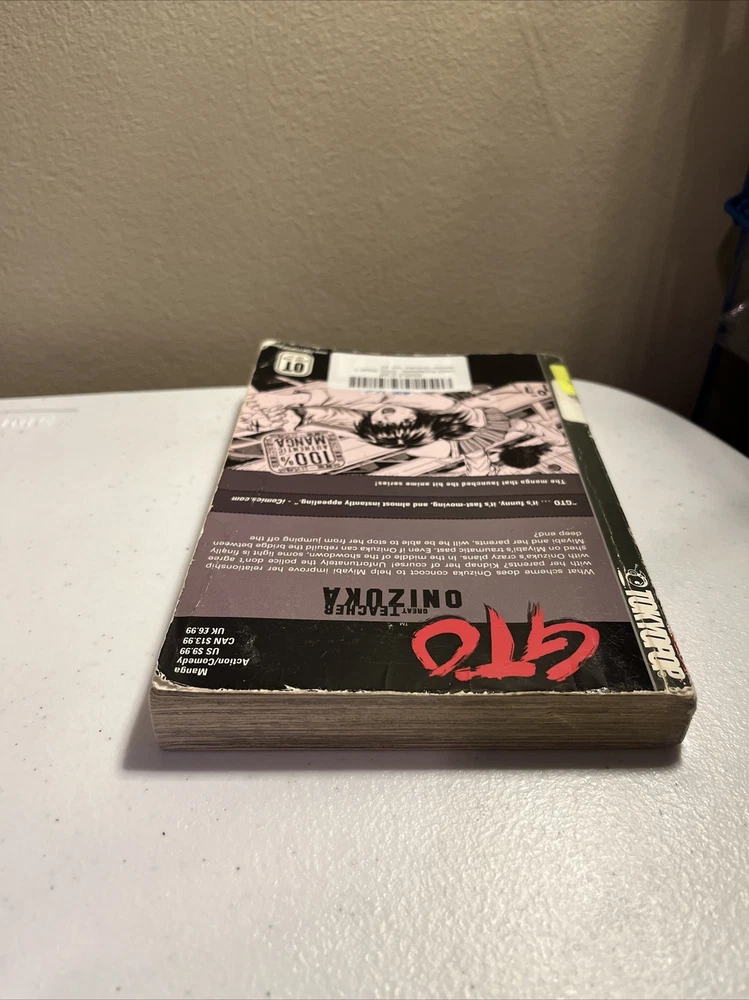 GTO
GREAT
TEACHER
ONIZUKA
Manga
Action/Comedy
US $9.99
CAN $13.99
UK £6.99
What scheme does Onizuka concoct to help Miyabi improve her relationship
with her parents? Kidnap her of course! Unfortunately the police don't agree
with Onizuka's crazy plans. In the middle of the showdown, some light is finally
shed on Miyabi's traumatic past. Even if Onizuka can rebuild the bridge between
Miyabi and her parents, will he be able to stop her from jumping off the
deep end?
"GTO ... it's funny, it's fast-moving, and almost instantly appealing." - iComics.com
The manga that launched the hit anime series!
100%
AUTHENTIC
MANGA
OT
TOKYOPOP